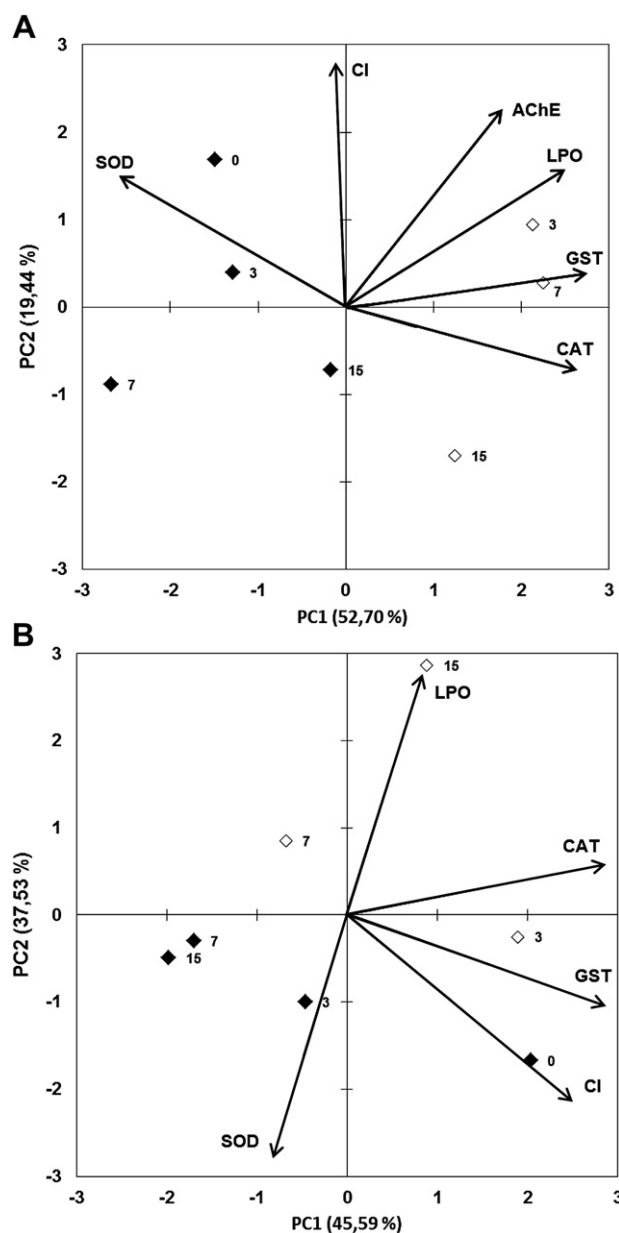 A
3
CI
AChE
2
LPO
SOD
0
1
3
3
GST
PC2 (19,44 %)
0
7
CAT
15
-1
7
15
-2
-3
-3 -2 -1 0 1 2 3
PC1 (52,70 %)
B
3
15
LPO
2
1
7
CAT
PC2 (37,53 %)
0
7
3
15
GST
-1
3
0
CI
-2
SOD
-3
-3 -2 -1 0 1 2 3
PC1 (45,59 %)